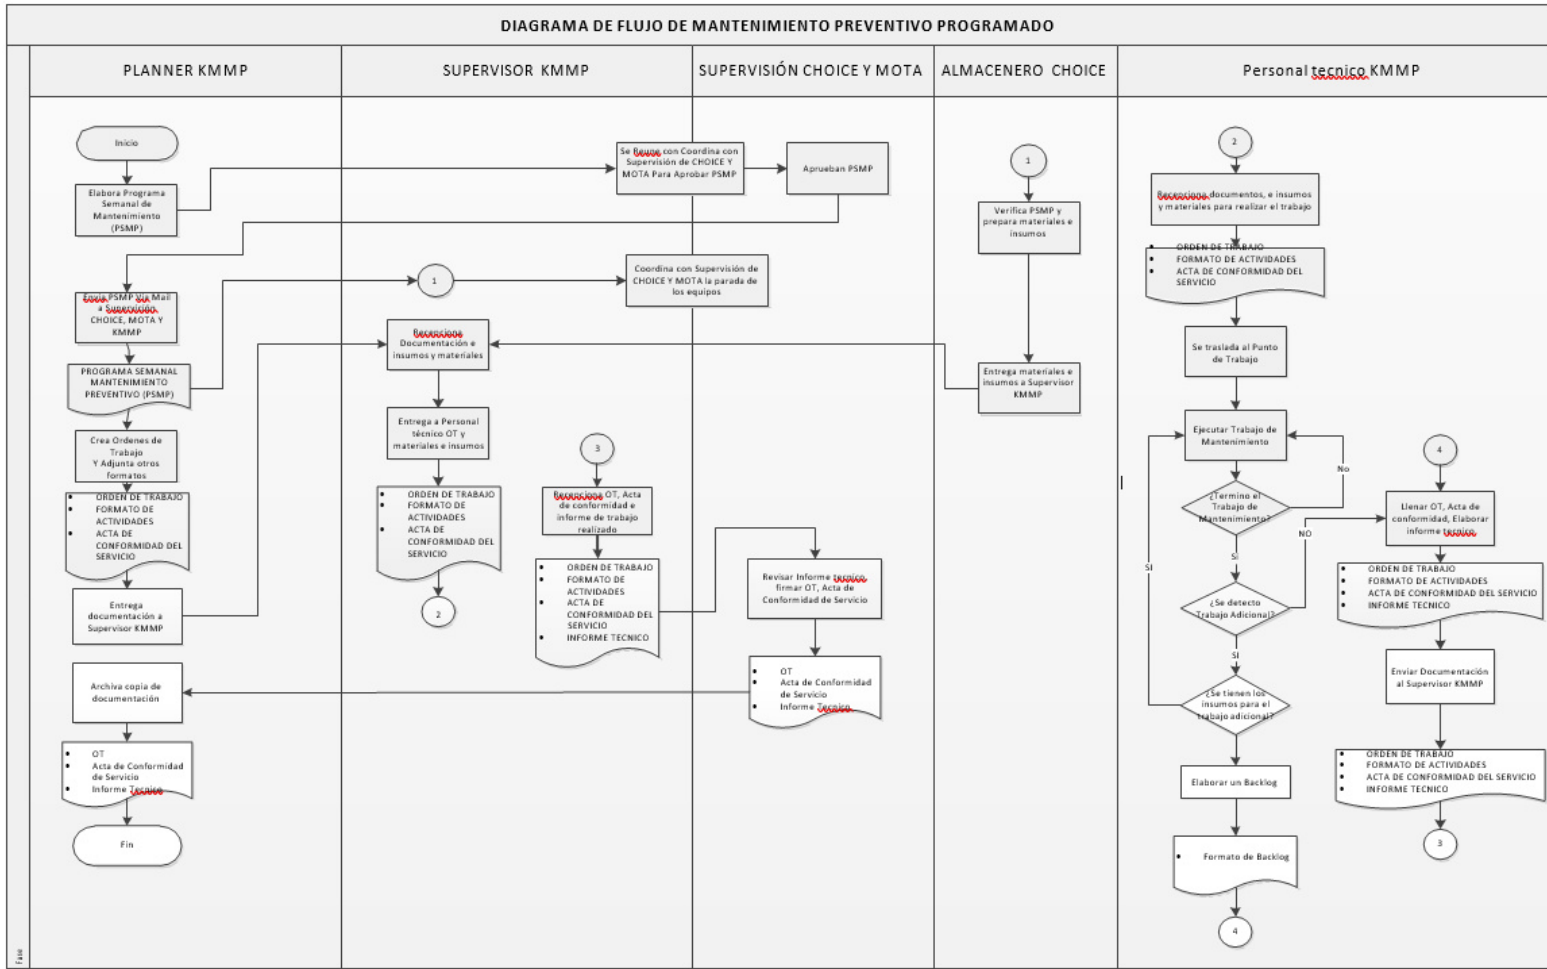 DIAGRAMA DE FLUJO DE MANTENIMIENTO PREVENTIVO PROGRAMADO
PLANNER KMMP
SUPERVISOR KMMP
SUPERVISIÓN CHOICE Y MOTA
ALMACENERO CHOICE
Personal tecnico KMMP
Inicio
Elabora Programa
Semanal de
Mantenimiento
(PSMP)
Envia PSMP Via Mail
a Supervisión
CHOICE, MOTA Y
KMMP
PROGRAMA SEMANAL
MANTENIMIENTO
PREVENTIVO (PSMP)
Crea Ordenes de
Trabajo
Y Adjunta otros
formatos
• ORDEN DE TRABAJO
• FORMATO DE
ACTIVIDADES
• ACTA DE
CONFORMIDAD DEL
SERVICIO
Entrega
documentación a
Supervisor KMMP
Archiva copia de
documentación
• OT
• Acta de Conformidad
de Servicio
• Informe Tecnico
Fin
Se Reune con Coordina con
Supervisión de CHOICE Y
MOTA Para Aprobar PSMP
1
Coordina con Supervisión de
CHOICE Y MOTA la parada de
los equipos
Recepciona
Documentación e
insumos y materiales
Entrega a Personal
técnico OT y
materiales e insumos
• ORDEN DE TRABAJO
• FORMATO DE
ACTIVIDADES
• ACTA DE
CONFORMIDAD DEL
SERVICIO
2
3
Recepciona OT, Acta
de conformidad e
informe de trabajo
realizado
• ORDEN DE TRABAJO
• FORMATO DE
ACTIVIDADES
• ACTA DE
CONFORMIDAD DEL
SERVICIO
• INFORME TECNICO
Aprueban PSMP
Revisar Informe tecnico,
firmar OT, Acta de
Conformidad de Servicio
• OT
• Acta de Conformidad
de Servicio
• Informe Tecnico
1
Verifica PSMP y
prepara materiales e
insumos
Entrega materiales e
insumos a Supervisor
KMMP
2
Recepciona documentos, e insumos
y materiales para realizar el trabajo
• ORDEN DE TRABAJO
• FORMATO DE ACTIVIDADES
• ACTA DE CONFORMIDAD DEL
SERVICIO
Se traslada al Punto
de Trabajo
Ejecutar Trabajo de
Mantenimiento
No
¿Termino el
Trabajo de
Mantenimiento?
Si
NO
¿Se detecto
Trabajo Adicional?
SI
SI
¿Se tienen los
insumos para el
trabajo adicional?
Elaborar un Backlog
• Formato de Backlog
4
4
Llenar OT, Acta de
conformidad, Elaborar
informe tecnico
• ORDEN DE TRABAJO
• FORMATO DE ACTIVIDADES
• ACTA DE CONFORMIDAD DEL SERVICIO
• INFORME TECNICO
Enviar Documentación
al Supervisor KMMP
• ORDEN DE TRABAJO
• FORMATO DE ACTIVIDADES
• ACTA DE CONFORMIDAD DEL SERVICIO
• INFORME TECNICO
3
Fase